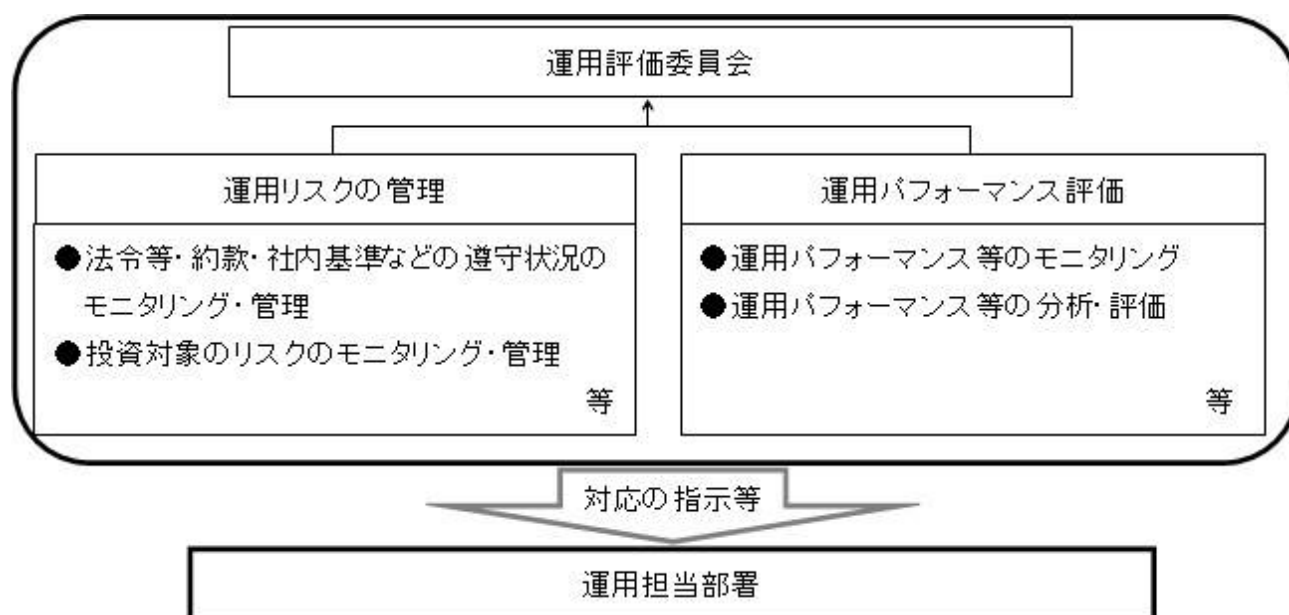 運用評価委員会
運用リスクの管理
●法令等・約款・社内基準などの遵守状況の
モニタリング・管理
●投資対象のリスクのモニタリング・管理
等
運用パフォーマンス評価
●運用パフォーマンス等のモニタリング
●運用パフォーマンス等の分析・評価
等
対応の指示等
運用担当部署